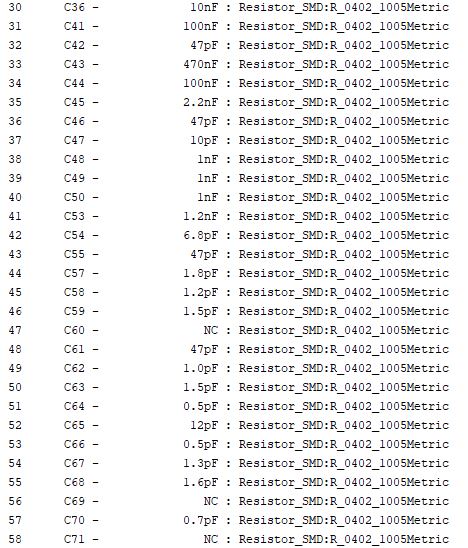 30 C36 - 10nF : Resistor_SMD:R_0402_1005Metric
31 C41 - 100nF : Resistor_SMD:R_0402_1005Metric
32 C42 - 47pF : Resistor_SMD:R_0402_1005Metric
33 C43 - 470nF : Resistor_SMD:R_0402_1005Metric
34 C44 - 100nF : Resistor_SMD:R_0402_1005Metric
35 C45 - 2.2nF : Resistor_SMD:R_0402_1005Metric
36 C46 - 47pF : Resistor_SMD:R_0402_1005Metric
37 C47 - 10pF : Resistor_SMD:R_0402_1005Metric
38 C48 - 1nF : Resistor_SMD:R_0402_1005Metric
39 C49 - 1nF : Resistor_SMD:R_0402_1005Metric
40 C50 - 1nF : Resistor_SMD:R_0402_1005Metric
41 C53 - 1.2nF : Resistor_SMD:R_0402_1005Metric
42 C54 - 6.8pF : Resistor_SMD:R_0402_1005Metric
43 C55 - 47pF : Resistor_SMD:R_0402_1005Metric
44 C57 - 1.8pF : Resistor_SMD:R_0402_1005Metric
45 C58 - 1.2pF : Resistor_SMD:R_0402_1005Metric
46 C59 - 1.5pF : Resistor_SMD:R_0402_1005Metric
47 C60 - NC : Resistor_SMD:R_0402_1005Metric
48 C61 - 47pF : Resistor_SMD:R_0402_1005Metric
49 C62 - 1.0pF : Resistor_SMD:R_0402_1005Metric
50 C63 - 1.5pF : Resistor_SMD:R_0402_1005Metric
51 C64 - 0.5pF : Resistor_SMD:R_0402_1005Metric
52 C65 - 12pF : Resistor_SMD:R_0402_1005Metric
53 C66 - 0.5pF : Resistor_SMD:R_0402_1005Metric
54 C67 - 1.3pF : Resistor_SMD:R_0402_1005Metric
55 C68 - 1.6pF : Resistor_SMD:R_0402_1005Metric
56 C69 - NC : Resistor_SMD:R_0402_1005Metric
57 C70 - 0.7pF : Resistor_SMD:R_0402_1005Metric
58 C71 - NC : Resistor_SMD:R_0402_1005Metric